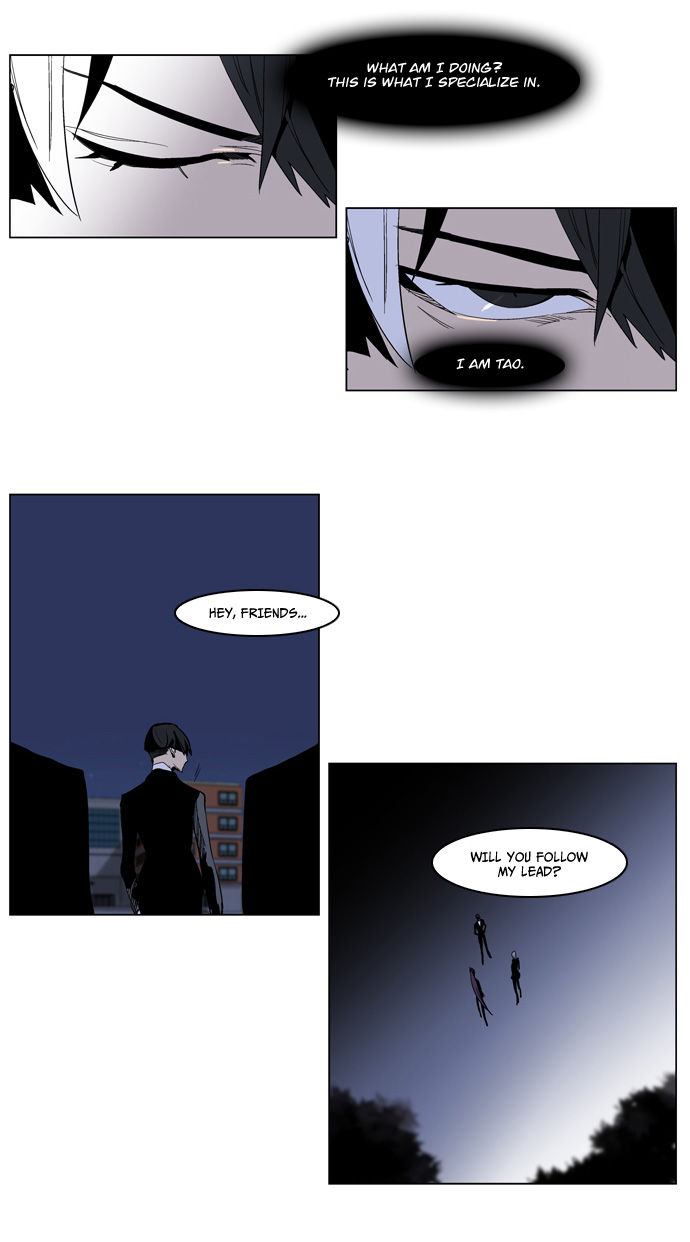 WHAT AM I DOING?
THIS IS WHAT I SPECIALIZE IN.
I AM TAO.
HEY, FRIENDS...
WILL YOU FOLLOW
MY LEAD?